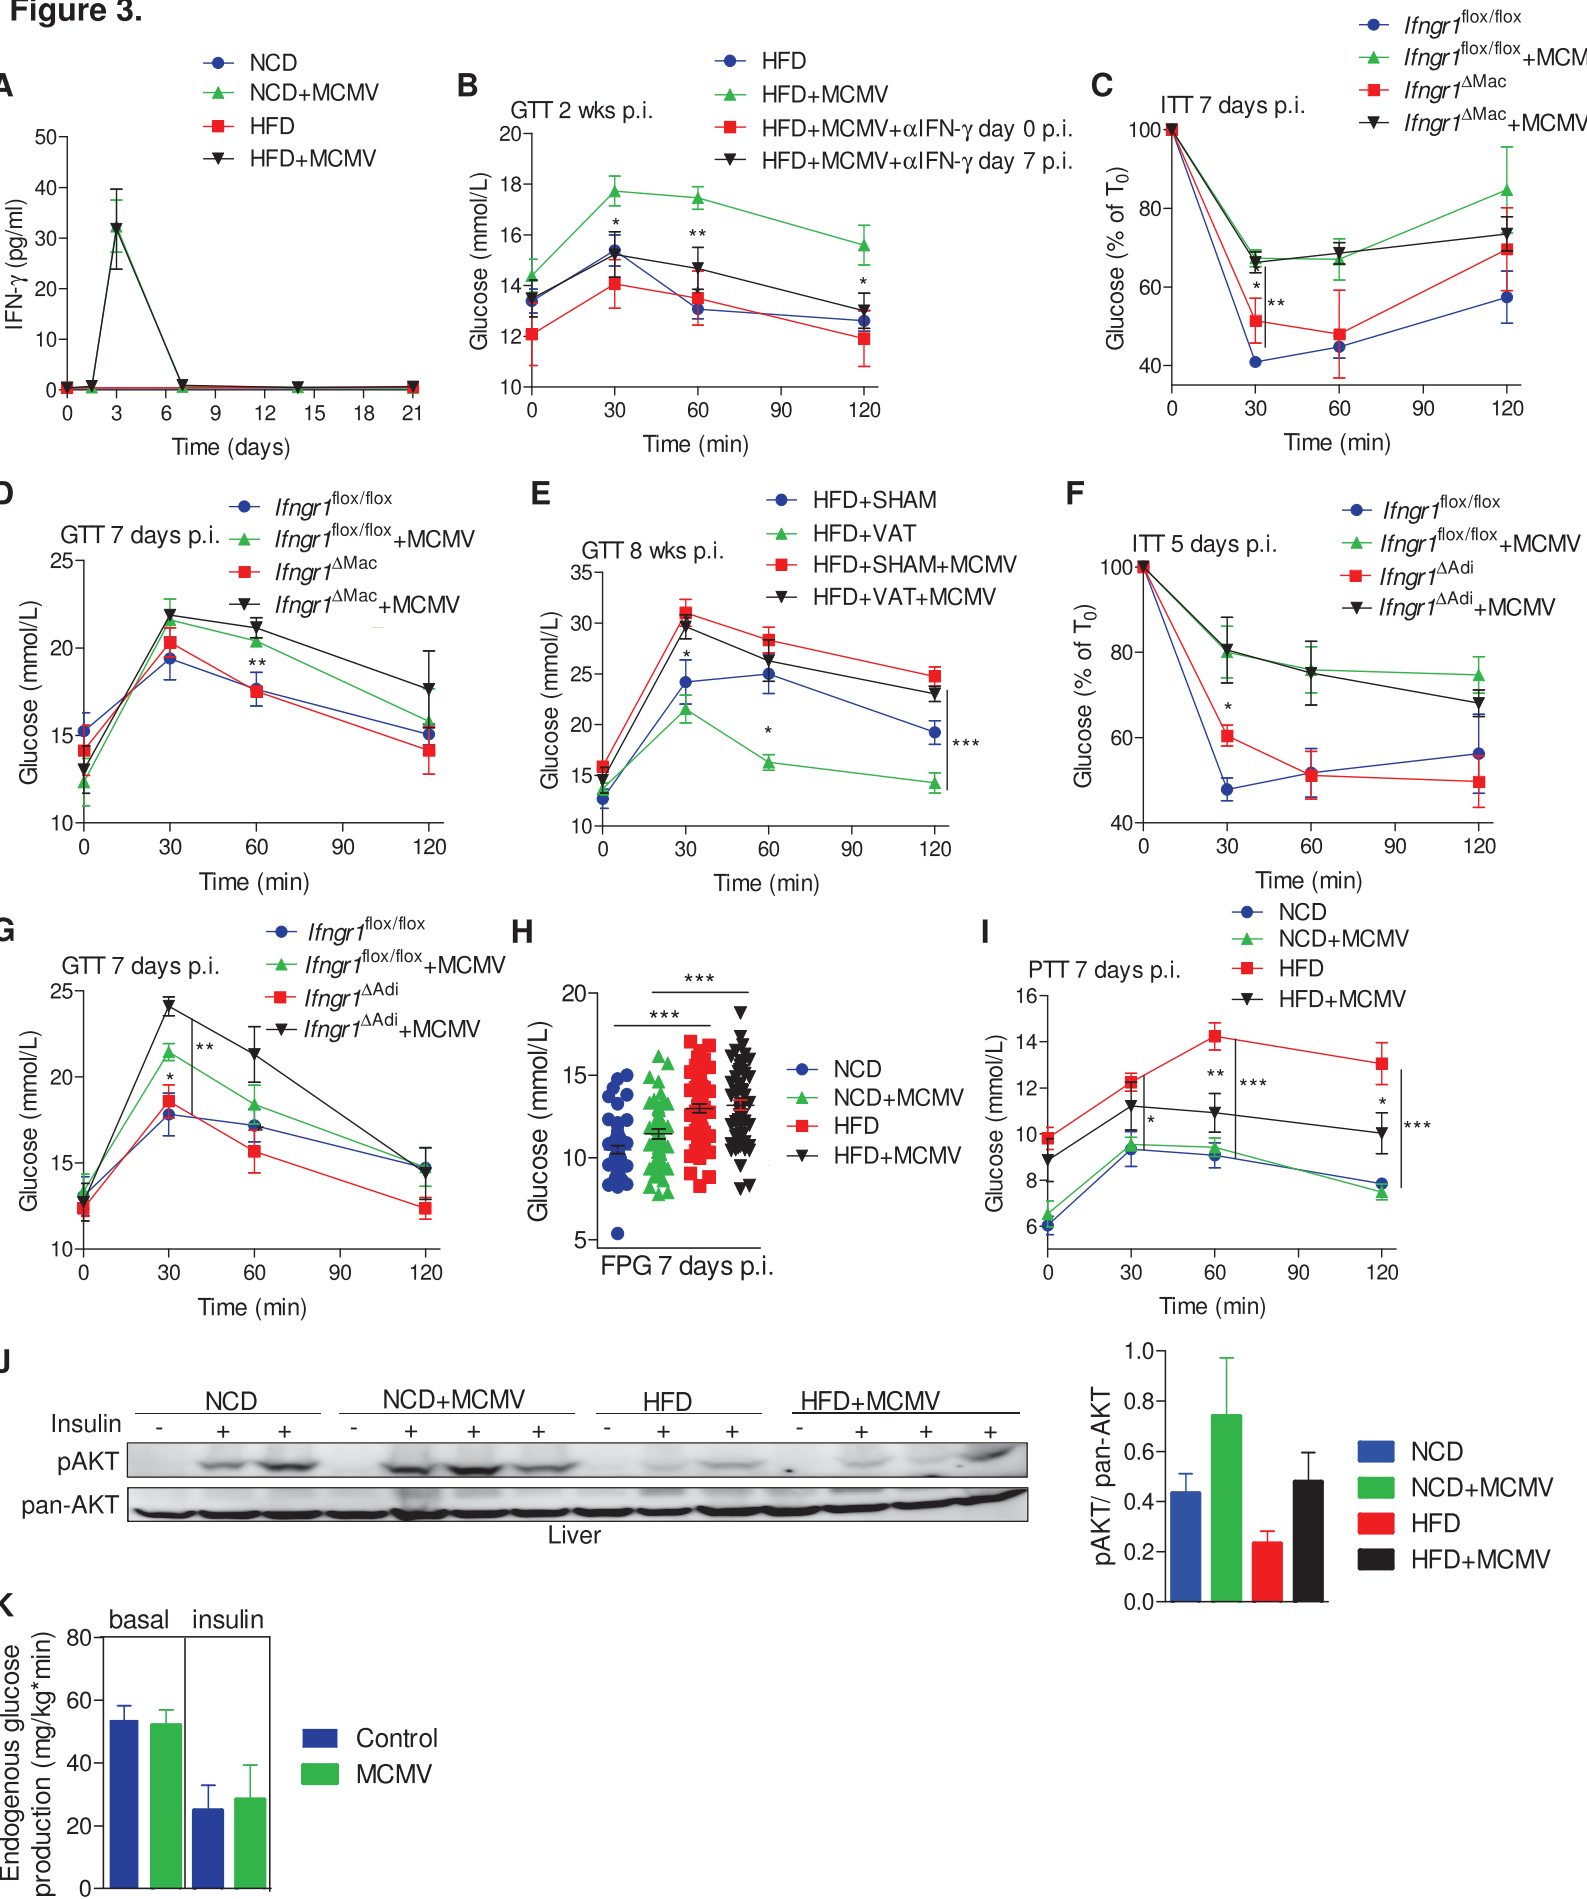 Figure 3.
A
NCD
NCD+MCMV
HFD
HFD+MCMV
IFN-γ (pg/ml)
50
40
30
20
10
0
0 3 6 9 12 15 18 21
Time (days)
B
GTT 2 wks p.i.
HFD
HFD+MCMV
HFD+MCMV+αIFN-γ day 0 p.i.
HFD+MCMV+αIFN-γ day 7 p.i.
Glucose (mmol/L)
20
18
16
14
12
10
*
**
*
0 30 60 90 120
Time (min)
C
ITT 7 days p.i.
Ifngr1flox/flox
Ifngr1flox/flox+MCM
Ifngr1ΔMac
Ifngr1ΔMac+MCMV
Glucose (% of T0)
100
80
60
40
*
*
**
0 30 60 90 120
Time (min)
D
GTT 7 days p.i.
Ifngr1flox/flox
Ifngr1flox/flox+MCMV
Ifngr1ΔMac
Ifngr1ΔMac+MCMV
Glucose (mmol/L)
25
20
15
10
**
0 30 60 90 120
Time (min)
E
GTT 8 wks p.i.
HFD+SHAM
HFD+VAT
HFD+SHAM+MCMV
HFD+VAT+MCMV
Glucose (mmol/L)
35
30
25
20
15
10
*
*
***
0 30 60 90 120
Time (min)
F
ITT 5 days p.i.
Ifngr1flox/flox
Ifngr1flox/flox+MCMV
Ifngr1ΔAdi
Ifngr1ΔAdi+MCMV
Glucose (% of T0)
100
80
60
40
*
0 30 60 90 120
Time (min)
G
GTT 7 days p.i.
Ifngr1flox/flox
Ifngr1flox/flox+MCMV
Ifngr1ΔAdi
Ifngr1ΔAdi+MCMV
Glucose (mmol/L)
25
20
15
10
*
**
0 30 60 90 120
Time (min)
H
Glucose (mmol/L)
20
15
10
5
***
***
FPG 7 days p.i.
NCD
NCD+MCMV
HFD
HFD+MCMV
I
PTT 7 days p.i.
NCD
NCD+MCMV
HFD
HFD+MCMV
Glucose (mmol/L)
16
14
12
10
8
6
*
**
***
*
***
0 30 60 90 120
Time (min)
J
NCD NCD+MCMV HFD HFD+MCMV
Insulin - + + - + + + - + + - + + +
pAKT
pan-AKT
Liver
pAKT/ pan-AKT
1.0
0.8
0.6
0.4
0.2
0.0
NCD
NCD+MCMV
HFD
HFD+MCMV
K
basal insulin
Endogenous glucose
production (mg/kg*min)
80
60
40
20
0
Control
MCMV